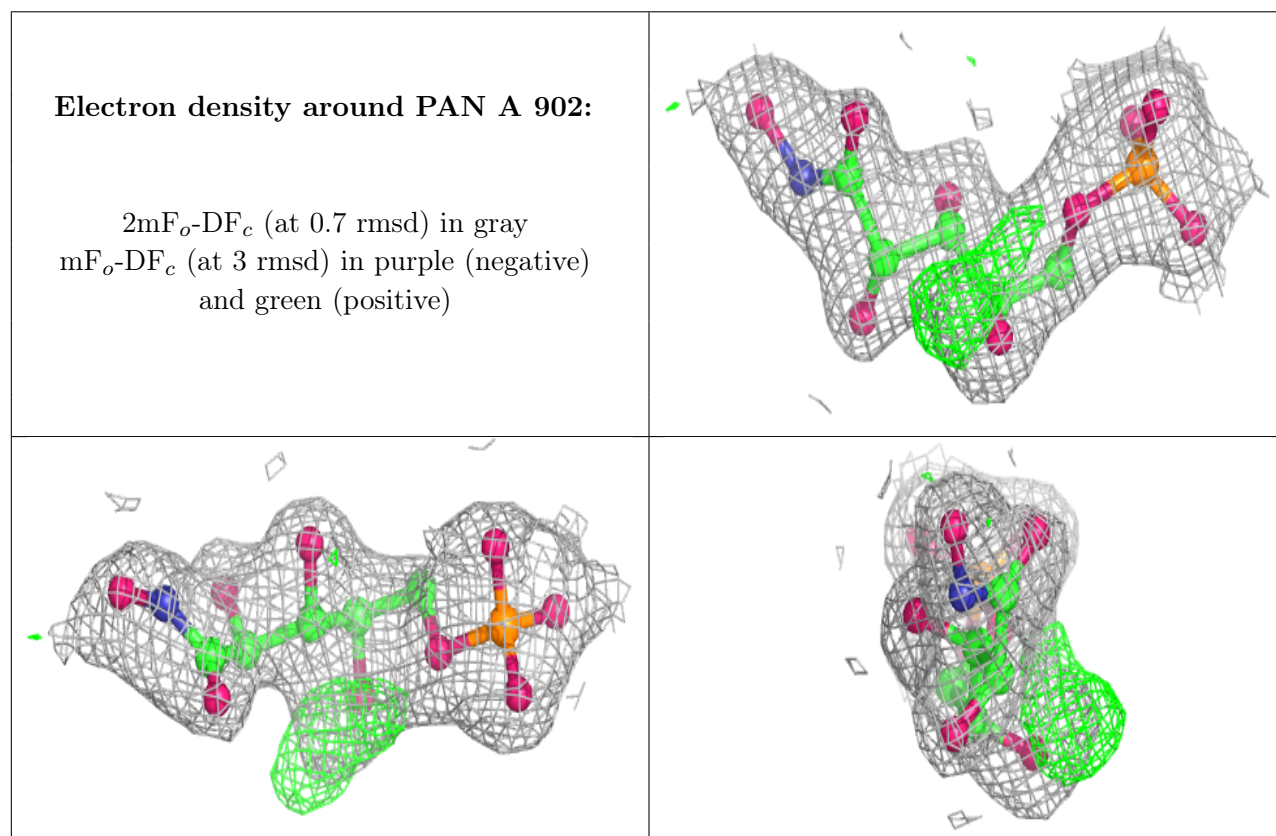 Electron density around PAN A 902:
2mFo-DFc (at 0.7 rmsd) in gray
mFo-DFc (at 3 rmsd) in purple (negative)
and green (positive)